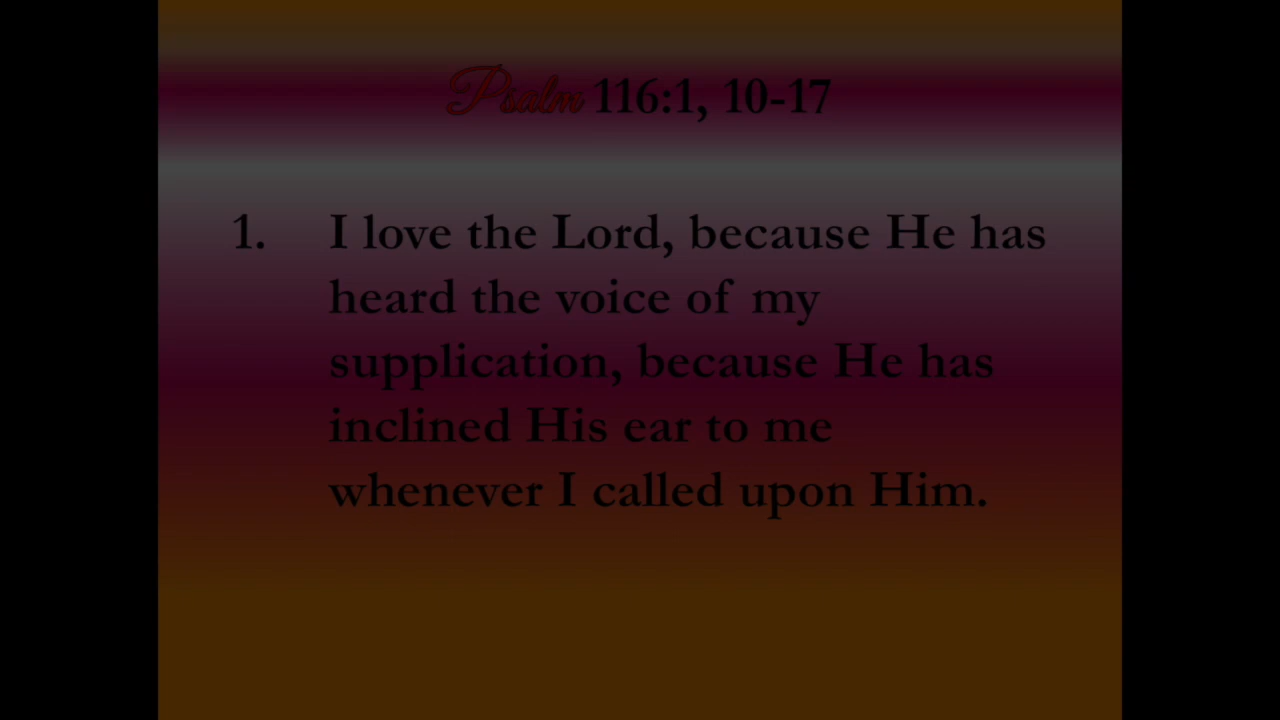 Psalm 116:1, 10-17
1. I love the Lord, because He has
heard the voice of my
supplication, because He has
inclined His ear to me
whenever I called upon Him.